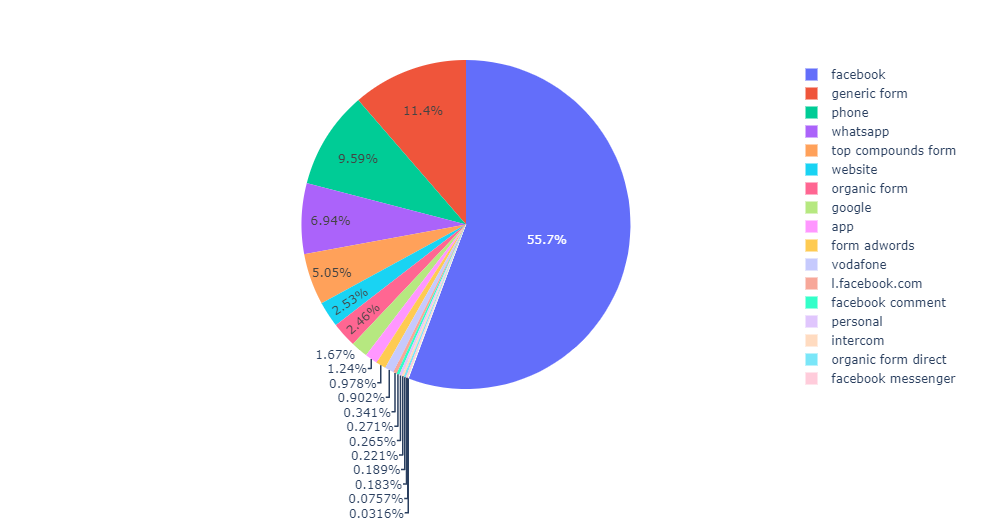 11.4%
9.59%
6.94%
5.05%
2.53%
2.46%
55.7%
1.67%
1.24%
0.978%
0.902%
0.341%
0.271%
0.265%
0.221%
0.189%
0.183%
0.0757%
0.0316%
facebook
generic form
phone
whatsapp
top compounds form
website
organic form
google
app
form adwords
vodafone
l.facebook.com
facebook comment
personal
intercom
organic form direct
facebook messenger